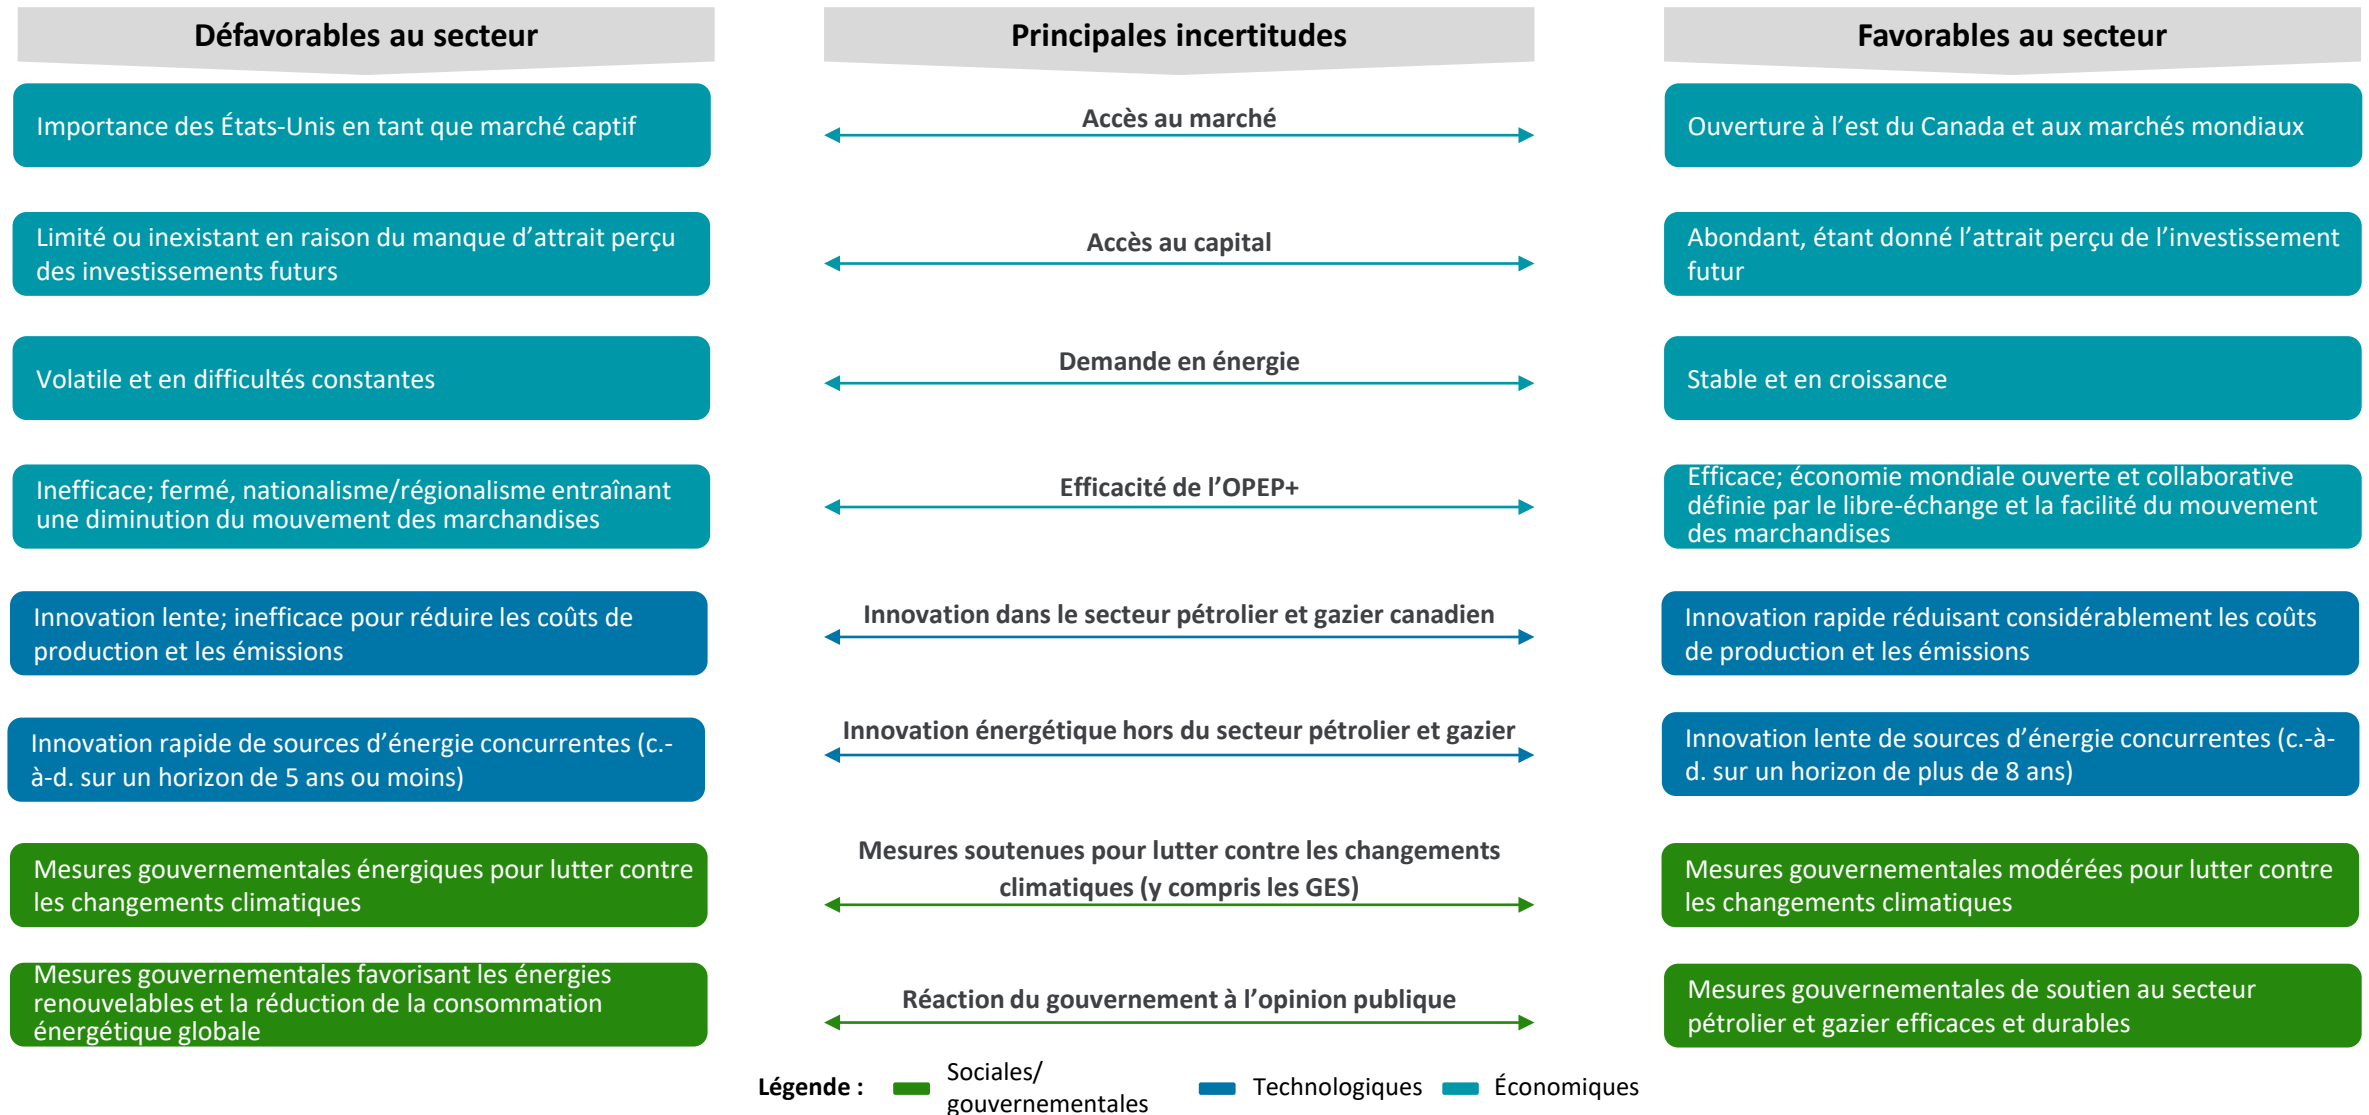 Défavorables au secteur
Principales incertitudes
Favorables au secteur
Importance des États-Unis en tant que marché captif
Accès au marché
Ouverture à l’est du Canada et aux marchés mondiaux
Limité ou inexistant en raison du manque d’attrait perçu
des investissements futurs
Accès au capital
Abondant, étant donné l’attrait perçu de l’investissement
futur
Volatile et en difficultés constantes
Demande en énergie
Stable et en croissance
Inefficace; fermé, nationalisme/régionalisme entraînant
une diminution du mouvement des marchandises
Efficacité de l’OPEP+
Efficace; économie mondiale ouverte et collaborative
définie par le libre-échange et la facilité du mouvement
des marchandises
Innovation lente; inefficace pour réduire les coûts de
production et les émissions
Innovation dans le secteur pétrolier et gazier canadien
Innovation rapide réduisant considérablement les coûts
de production et les émissions
Innovation rapide de sources d’énergie concurrentes (c.-
à-d. sur un horizon de 5 ans ou moins)
Innovation énergétique hors du secteur pétrolier et gazier
Innovation lente de sources d’énergie concurrentes (c.-à-
d. sur un horizon de plus de 8 ans)
Mesures gouvernementales énergiques pour lutter contre
les changements climatiques
Mesures soutenues pour lutter contre les changements
climatiques (y compris les GES)
Mesures gouvernementales modérées pour lutter contre
les changements climatiques
Mesures gouvernementales favorisant les énergies
renouvelables et la réduction de la consommation
énergétique globale
Réaction du gouvernement à l’opinion publique
Mesures gouvernementales de soutien au secteur
pétrolier et gazier efficaces et durables
Légende :
Sociales/
gouvernementales
Technologiques
Économiques